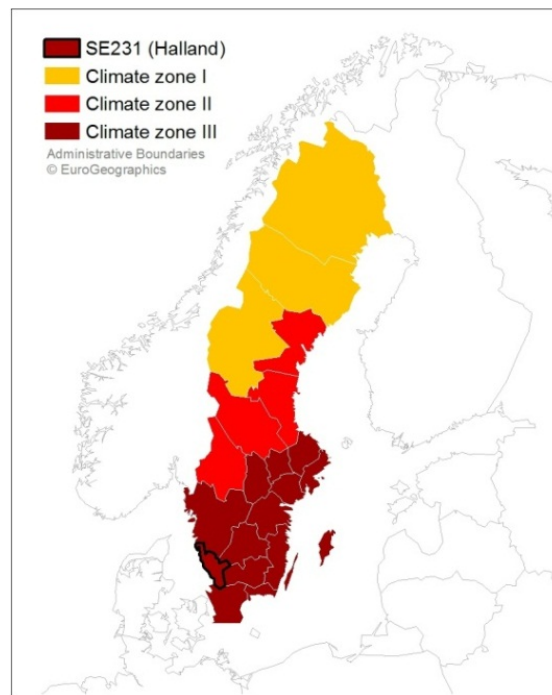 SE231 (Halland)
Climate zone I
Climate zone II
Climate zone III
Administrative Boundaries
© EuroGeographics